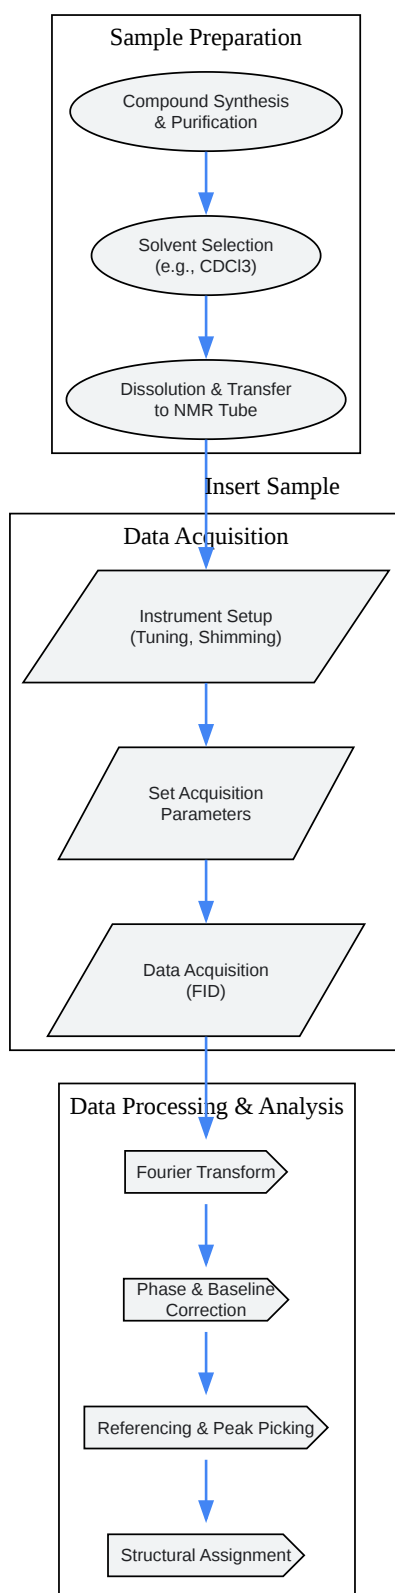 Sample Preparation
Compound Synthesis
& Purification
Solvent Selection
(e.g., CDCl3)
Dissolution & Transfer
to NMR Tube
Insert Sample
Data Acquisition
Instrument Setup
(Tuning, Shimming)
Set Acquisition
Parameters
Data Acquisition
(FID)
Data Processing & Analysis
Fourier Transform
Phase & Baseline
Correction
Referencing & Peak Picking
Structural Assignment